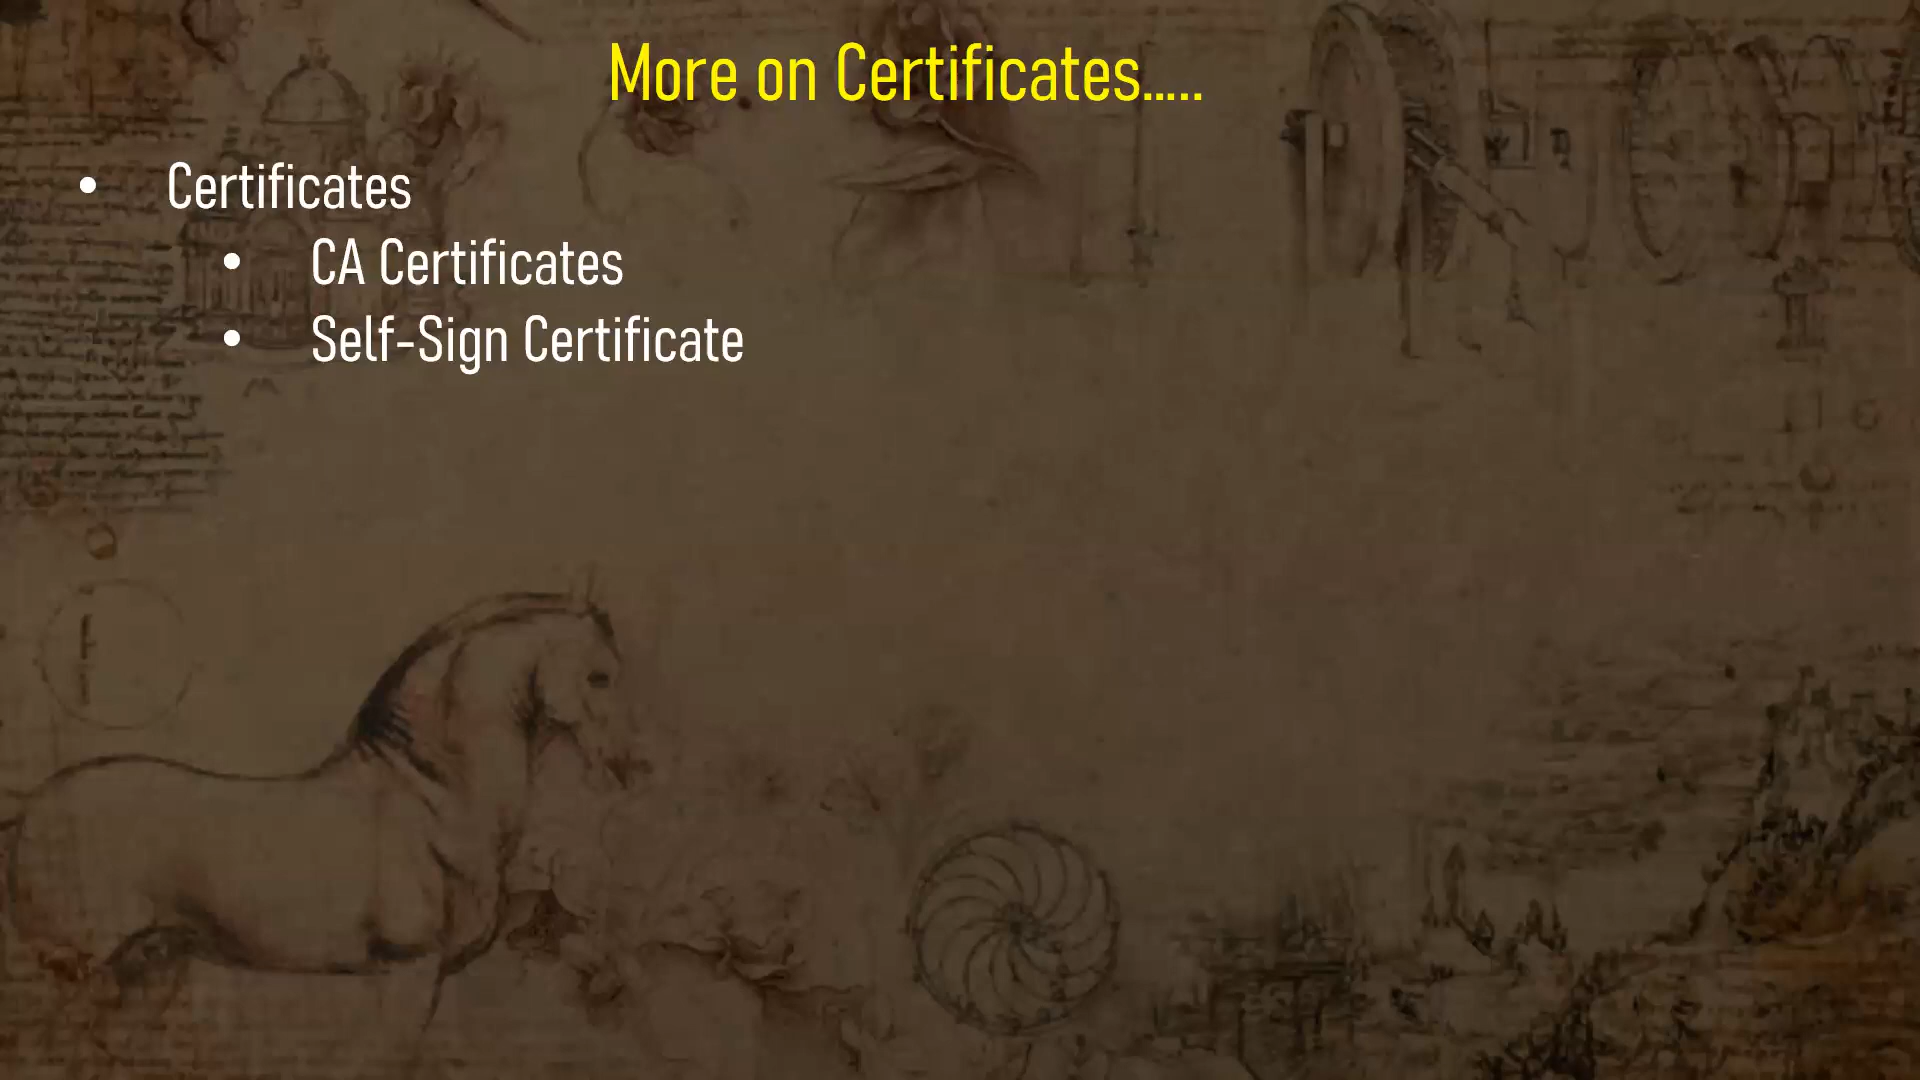 More on Certificates.....
• Certificates
• CA Certificates
• Self-Sign Certificate